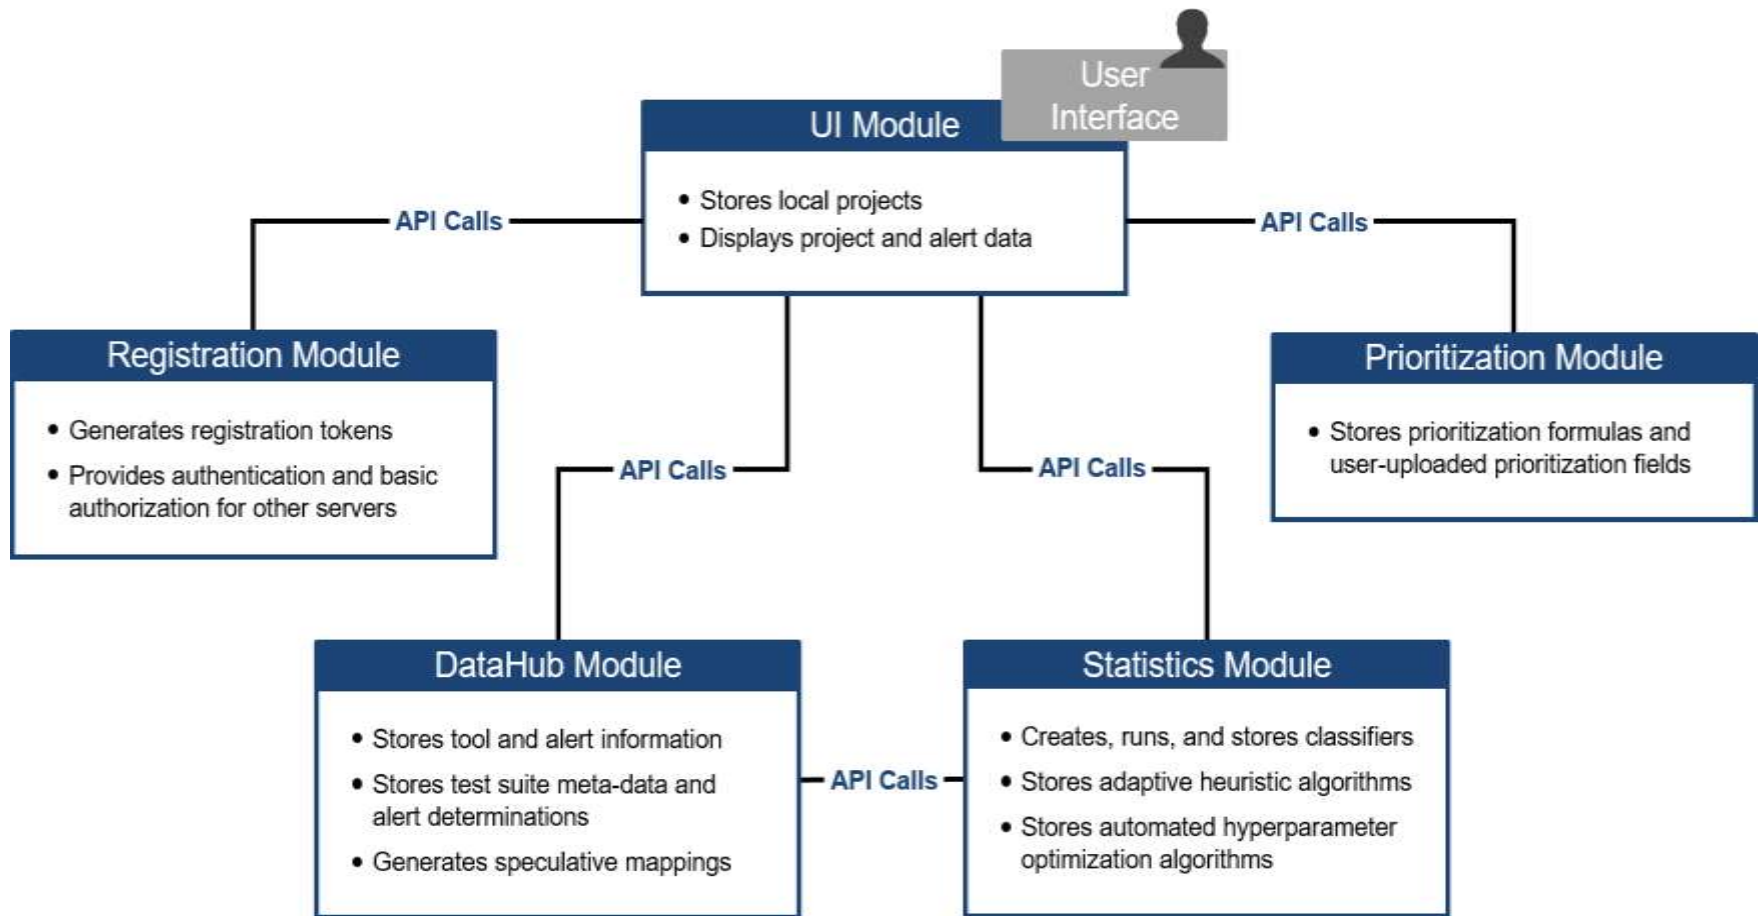 User
Interface
UI Module
• Stores local projects
• Displays project and alert data
API Calls
API Calls
Registration Module
• Generates registration tokens
• Provides authentication and basic
authorization for other servers
Prioritization Module
• Stores prioritization formulas and
user-uploaded prioritization fields
API Calls
API Calls
DataHub Module
• Stores tool and alert information
• Stores test suite meta-data and
alert determinations
• Generates speculative mappings
API Calls
Statistics Module
• Creates, runs, and stores classifiers
• Stores adaptive heuristic algorithms
• Stores automated hyperparameter
optimization algorithms